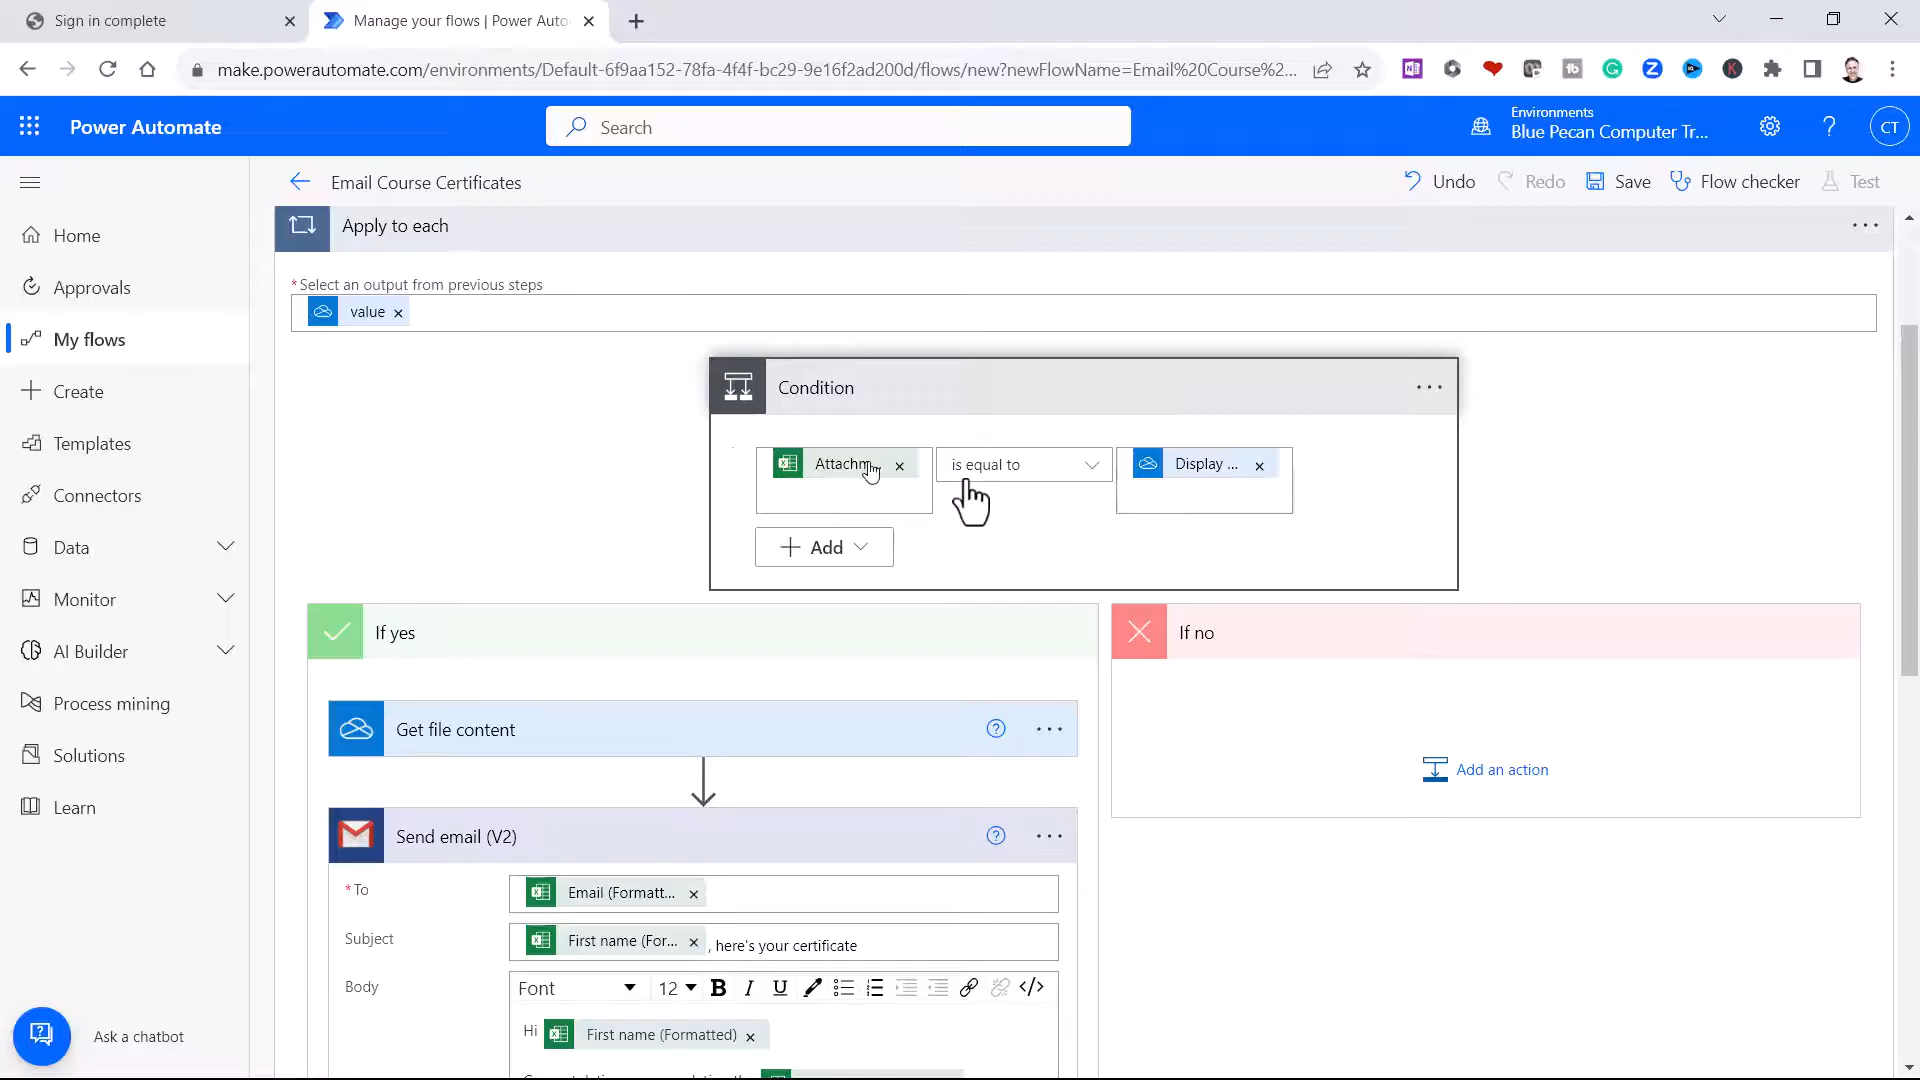 Sign in complete
Manage your flows | Power Auto
make.powerautomate.com/environments/Default-6f9aa152-78fa-4f4f-bc29-9e16f2ad200d/flows/new?newFlowName=Email%20Course%2...
Power Automate
Search
Environments
Blue Pecan Computer Tr...
CT
Email Course Certificates
Undo
Redo
Save
Flow checker
Test
Home
Approvals
My flows
Create
Templates
Connectors
Data
Monitor
AI Builder
Process mining
Solutions
Learn
Ask a chatbot
Apply to each
* Select an output from previous steps
value
Condition
Attachm
is equal to
Display ...
Add
If yes
If no
Get file content
Add an action
Send email (V2)
* To
Email (Formatt...
Subject
First name (For... , here's your certificate
Body
Font
12
Hi First name (Formatted)